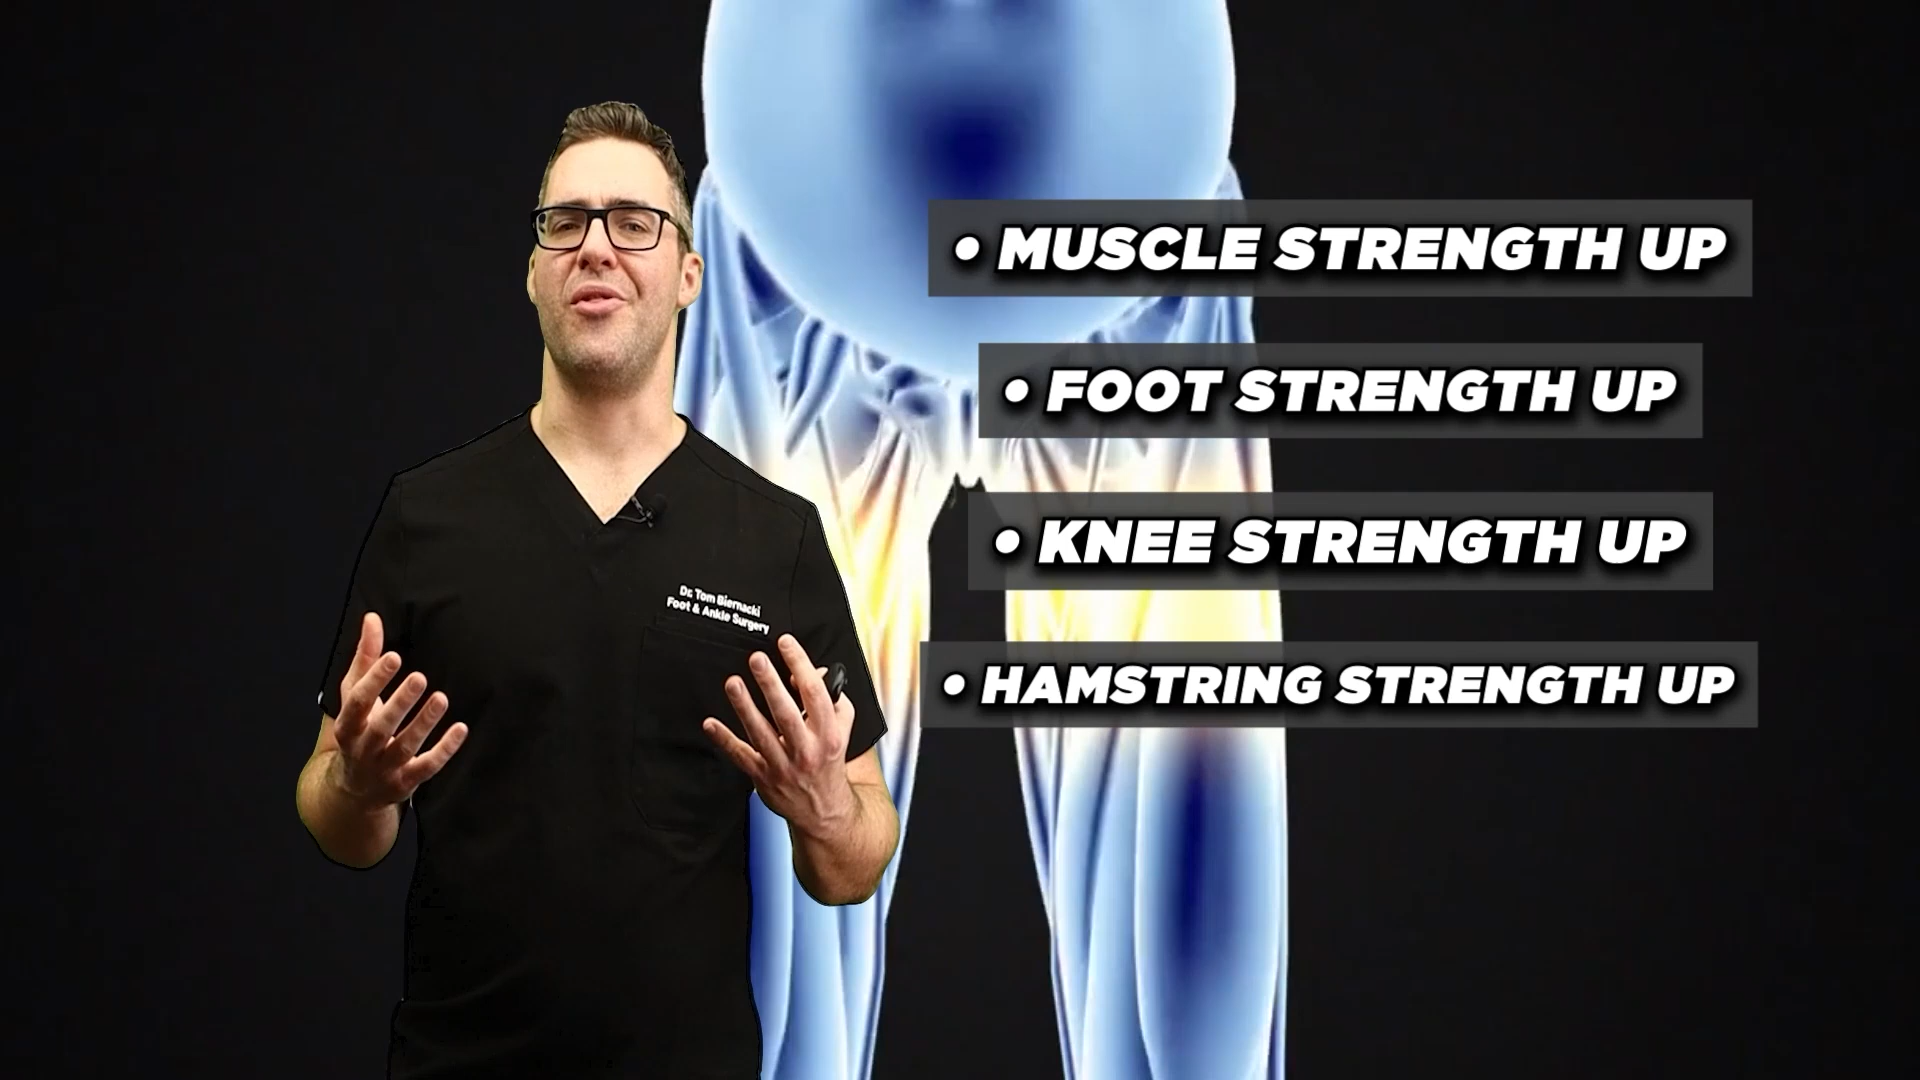 • MUSCLE STRENGTH UP
• FOOT STRENGTH UP
• KNEE STRENGTH UP
• HAMSTRING STRENGTH UP
Dr. Tom Biernacki
Foot & Ankle Surgery